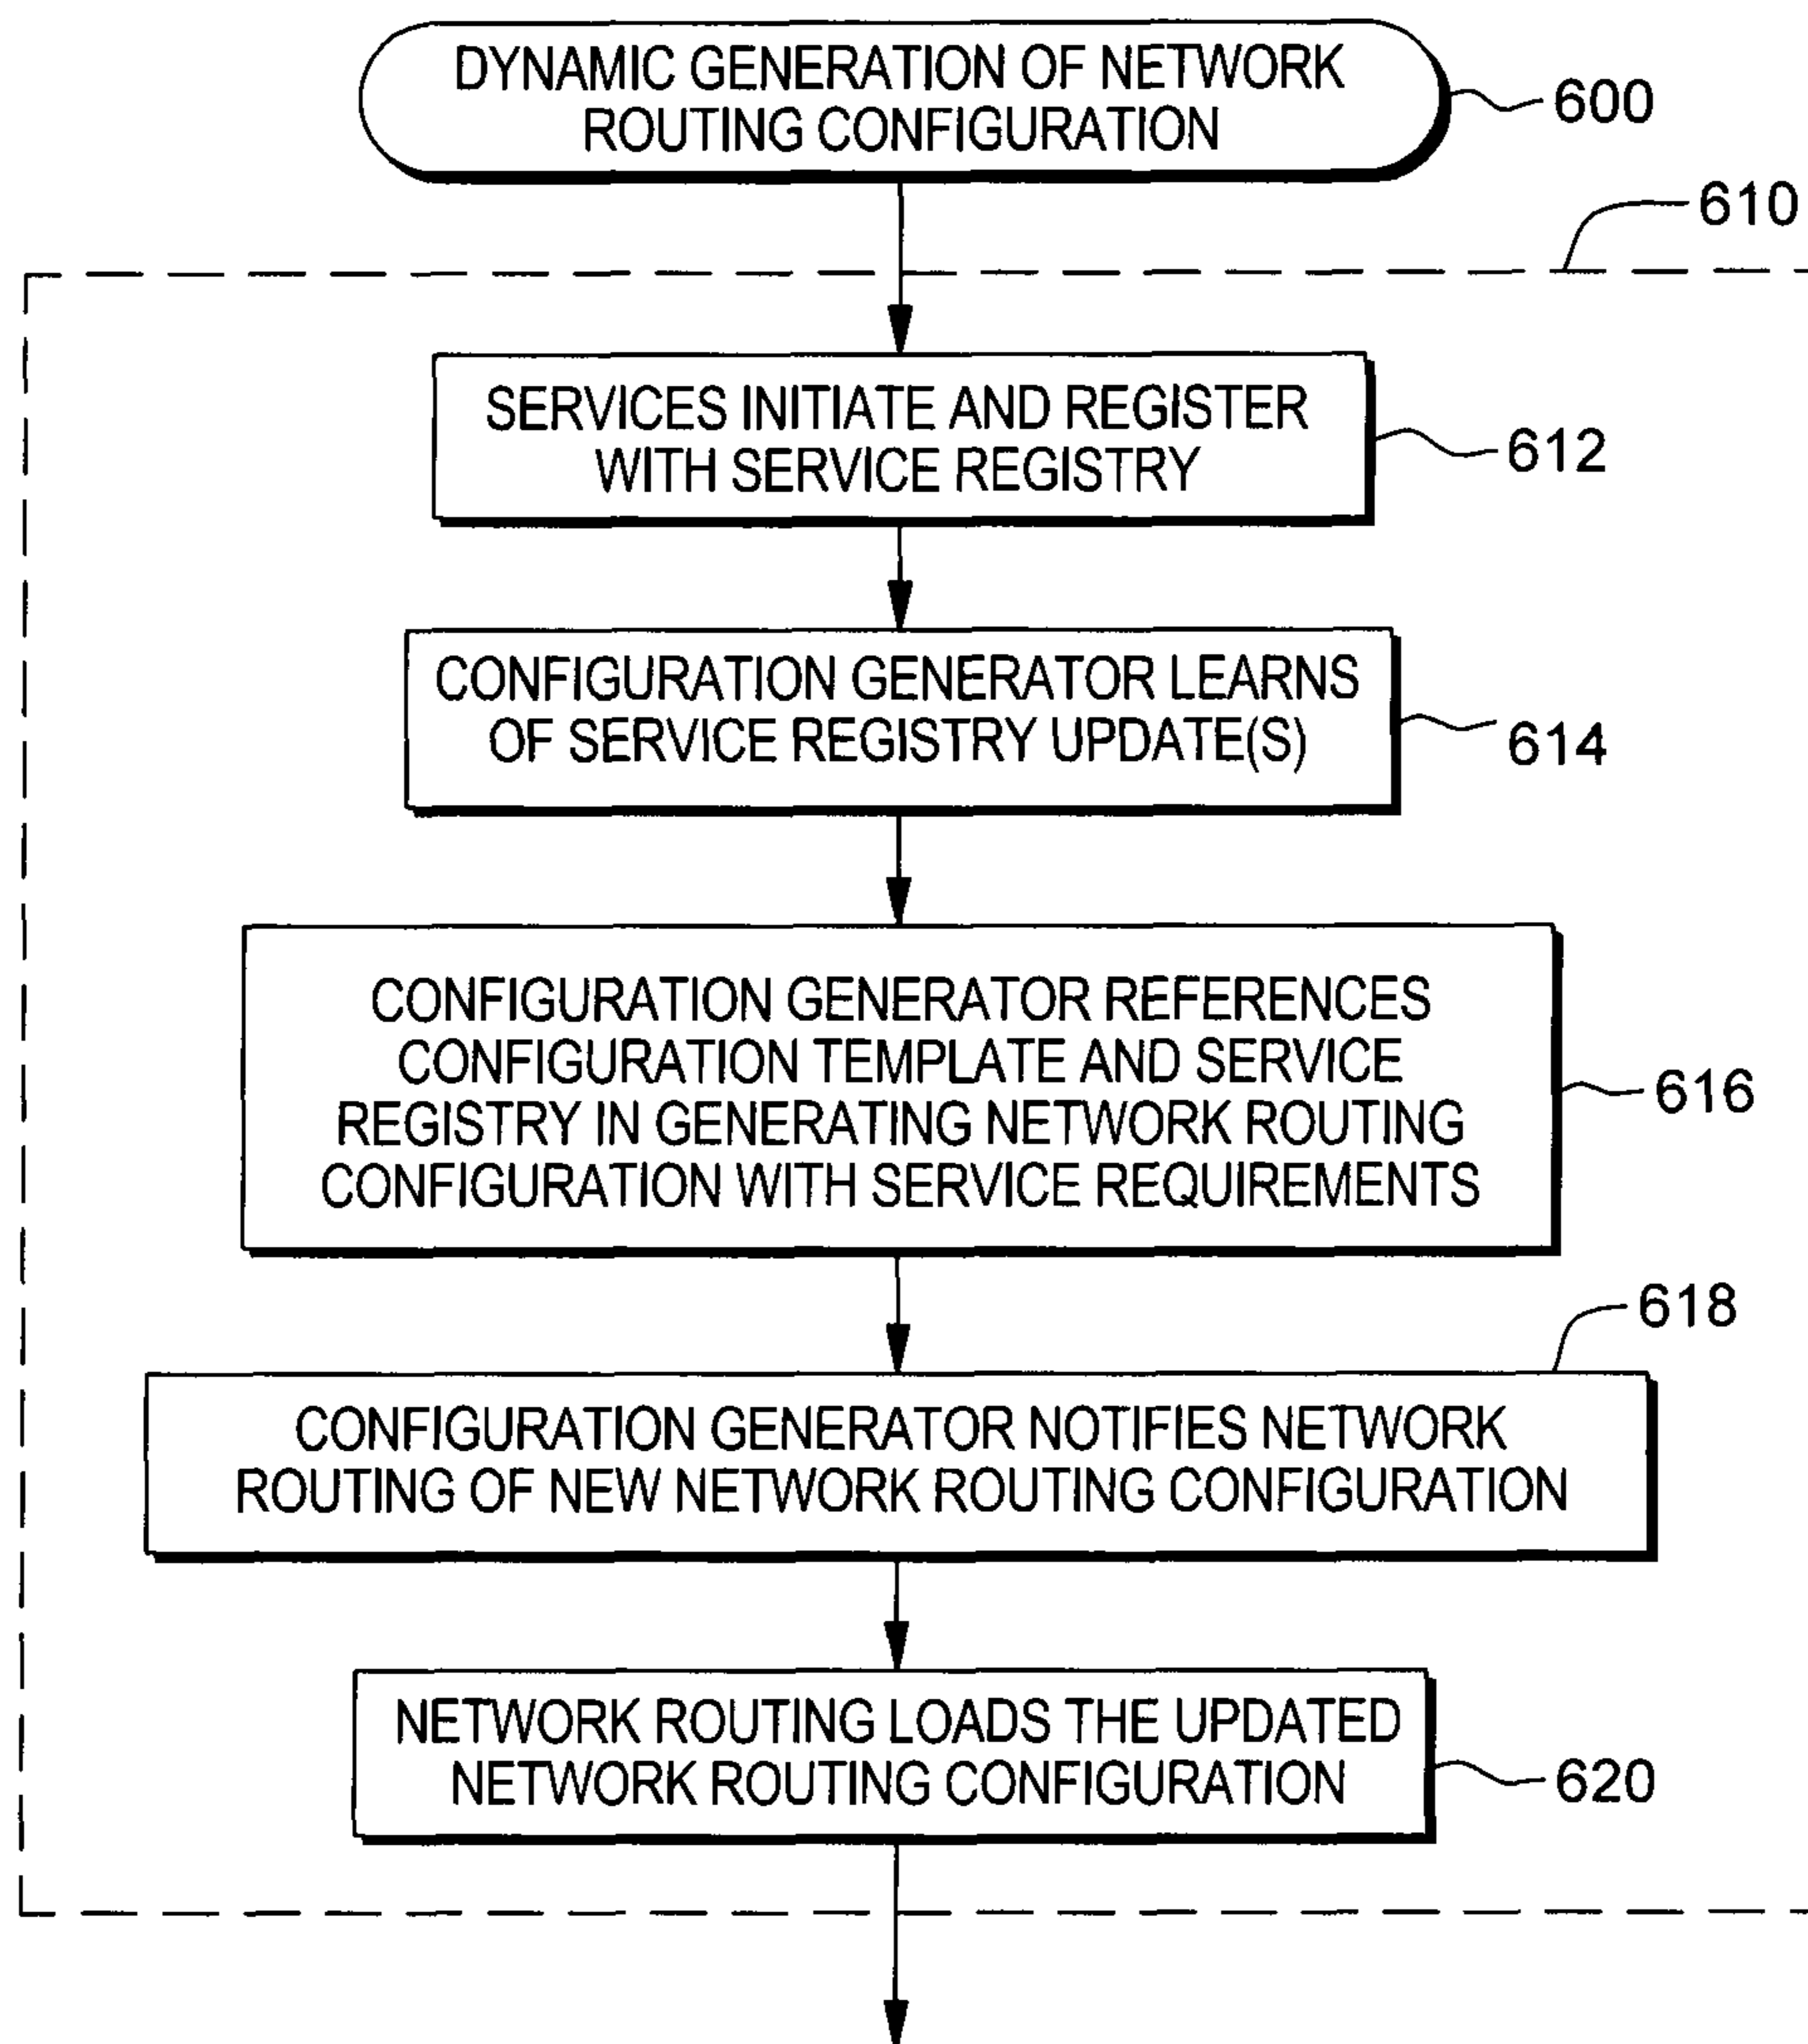 DYNAMIC GENERATION OF NETWORK
ROUTING CONFIGURATION
600
610
SERVICES INITIATE AND REGISTER
WITH SERVICE REGISTRY
612
CONFIGURATION GENERATOR LEARNS
OF SERVICE REGISTRY UPDATE(S)
614
CONFIGURATION GENERATOR REFERENCES
CONFIGURATION TEMPLATE AND SERVICE
REGISTRY IN GENERATING NETWORK ROUTING
CONFIGURATION WITH SERVICE REQUIREMENTS
616
618
CONFIGURATION GENERATOR NOTIFIES NETWORK
ROUTING OF NEW NETWORK ROUTING CONFIGURATION
NETWORK ROUTING LOADS THE UPDATED
NETWORK ROUTING CONFIGURATION
620